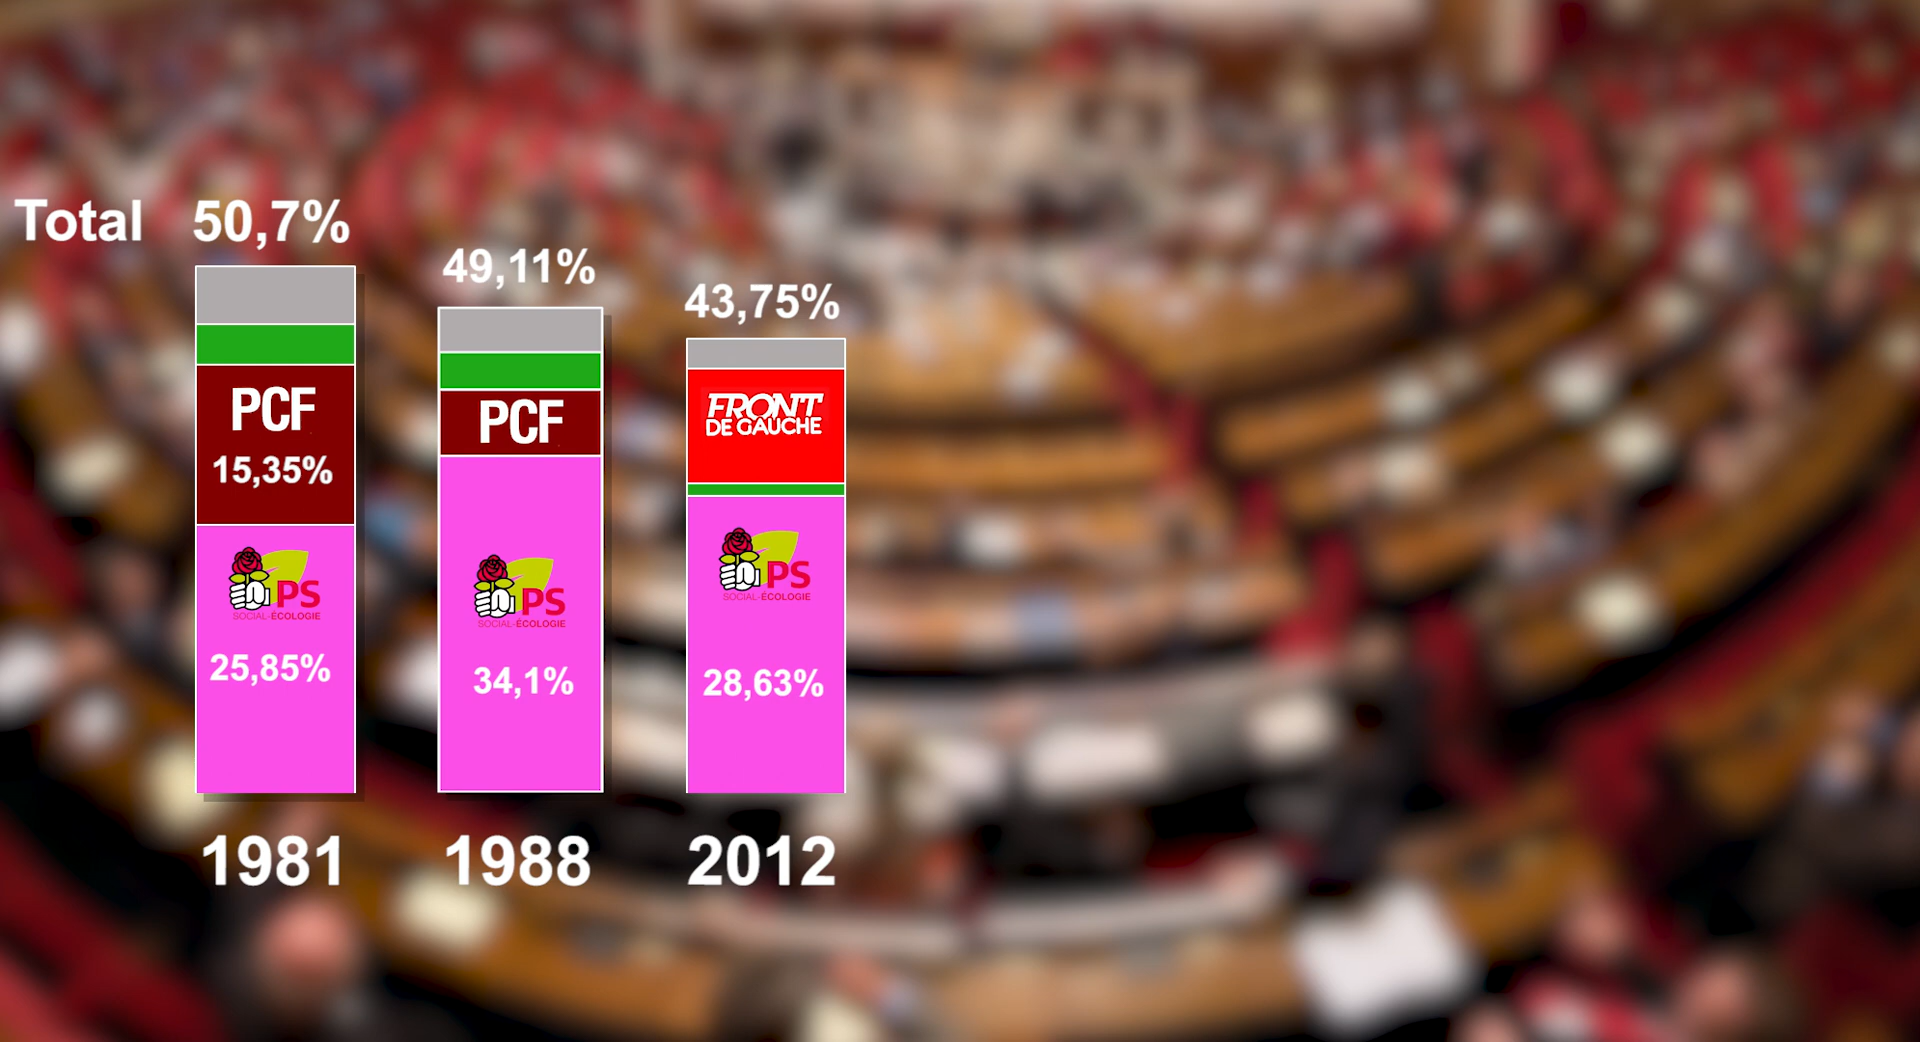 Total 50,7%
49,11%
43,75%
PCF
15,35%
PS
SOCIAL-ÉCOLOGIE
25,85%
PCF
PS
SOCIAL-ÉCOLOGIE
34,1%
FRONT
DE GAUCHE
PS
SOCIAL-ÉCOLOGIE
28,63%
1981 1988 2012